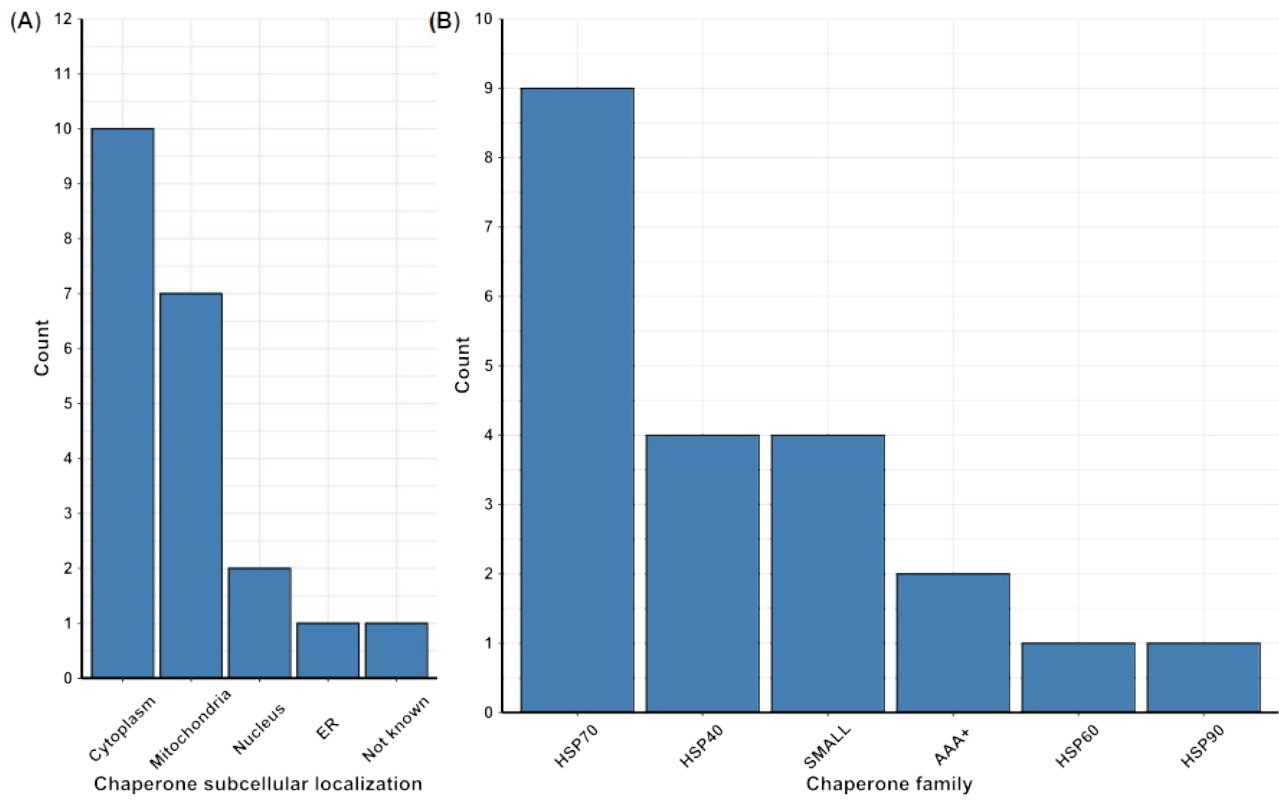 (A)
12
11
10
9
8
7
6
5
4
3
2
1
0
Count
Cytoplasm
Mitochondria
Nucleus
ER
Not known
Chaperone subcellular localization
(B)
10
9
8
7
6
5
4
3
2
1
0
Count
HSP70
HSP40
SMALL
AAA+
HSP60
HSP90
Chaperone family